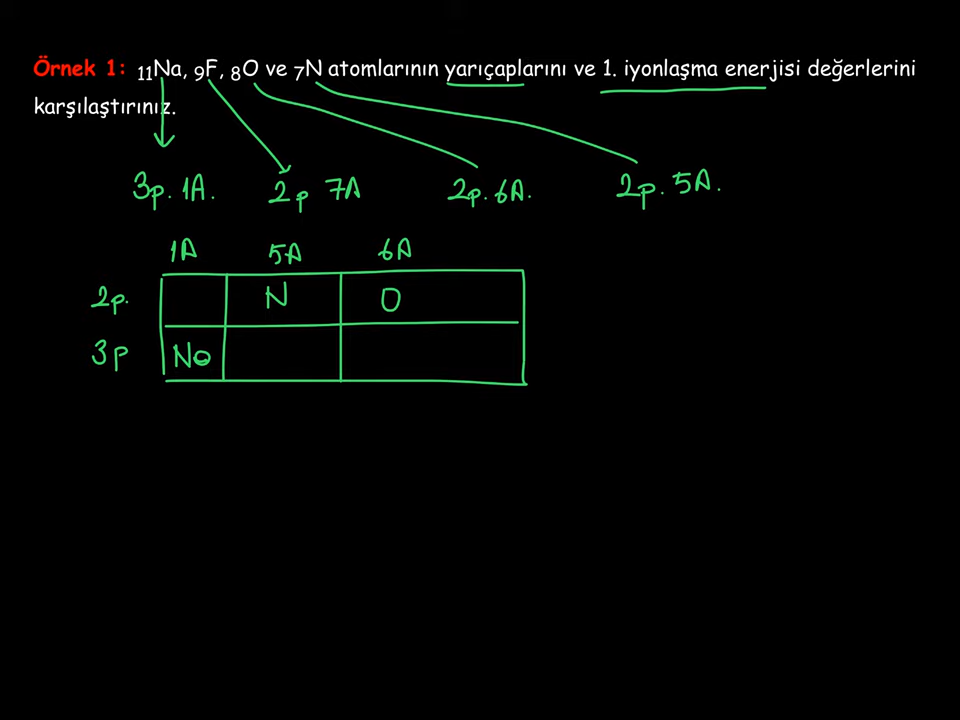 Örnek 1: 11Na, 9F, 8O ve 7N atomlarının yarıçaplarını ve 1. iyonlaşma enerjisi değerlerini
karşılaştırınız.
3p. 1A. 2p 7A 2p. 6A. 2p. 5A.
1A 5A 6A
2p. N O
3p Na